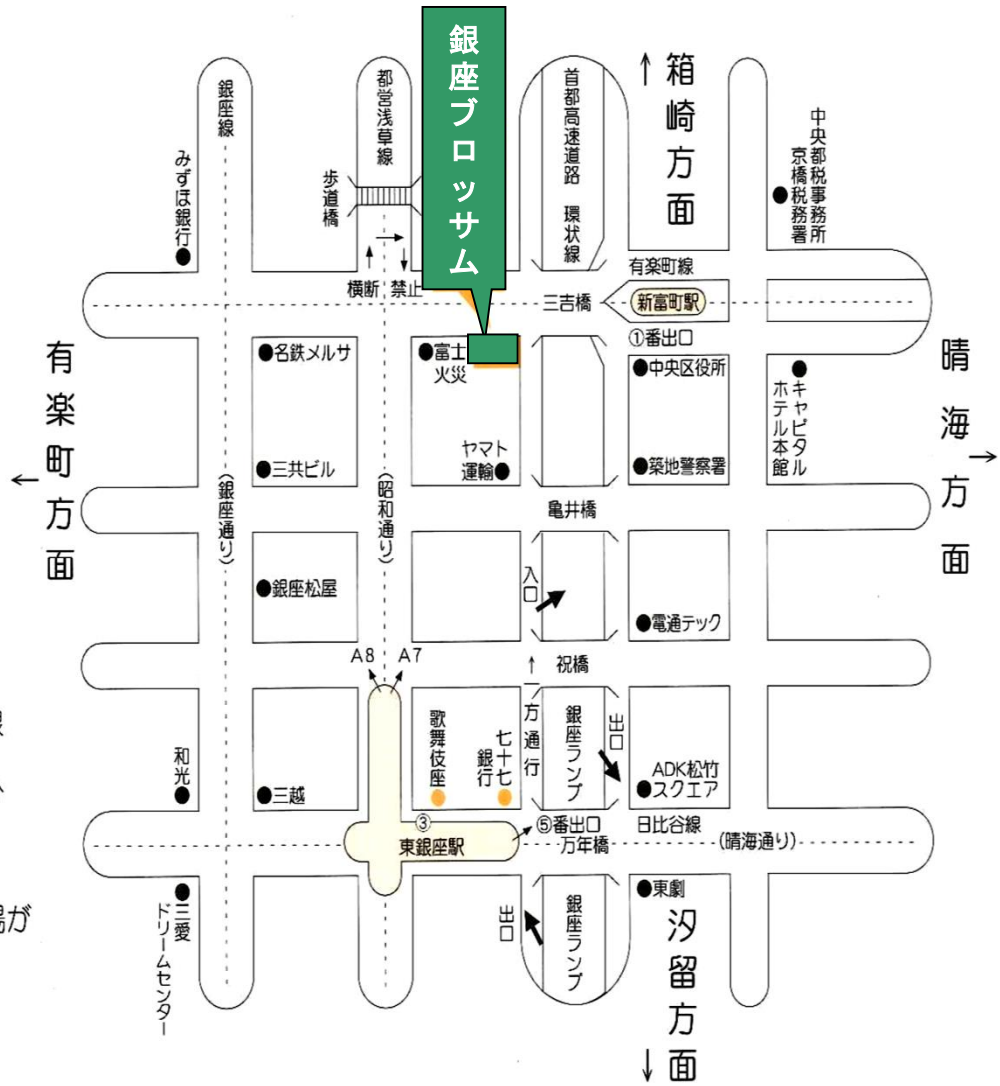 銀座ブロッサム
銀座線
都営浅草線
首都高速道路 環状線
↑箱崎方面
中央都税事務所
京橋税務署
みずほ銀行
歩道橋
横断 禁止
三吉橋
有楽町線
新富町駅
①番出口
名鉄メルサ
富士
火災
中央区役所
キャピタル
ホテル本館
有楽町方面
←
晴海方面
→
三共ビル
ヤマト
運輸
築地警察署
(銀座通り)
(昭和通り)
亀井橋
銀座松屋
入口
電通テック
A8
A7
祝橋
↑一方通行
銀座ランプ
出口
歌舞伎座
七十七
銀行
ADK松竹
スクエア
和光
三越
③
⑤番出口
日比谷線
東銀座駅
万年橋
(晴海通り)
三愛
ドリームセンター
出口
銀座ランプ
東劇
汐留方面
↓
が